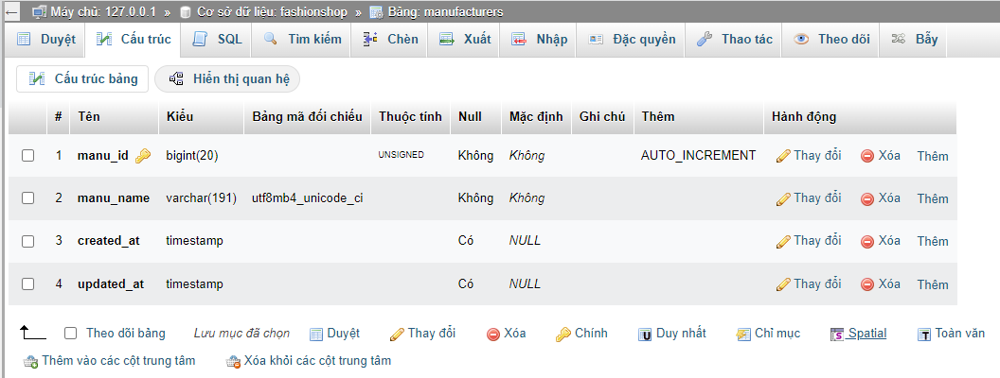 Máy chủ: 127.0.0.1 » Cơ sở dữ liệu: fashionshop » Bảng: manufacturers
Duyệt Cấu trúc SQL Tìm kiếm Chèn Xuất Nhập Đặc quyền Thao tác Theo dõi Bẫy
Cấu trúc bảng Hiển thị quan hệ
# Tên Kiểu Bảng mã đối chiếu Thuộc tính Null Mặc định Ghi chú Thêm Hành động
1 manu_id bigint(20) UNSIGNED Không Không AUTO_INCREMENT Thay đổi Xóa Thêm
2 manu_name varchar(191) utf8mb4_unicode_ci Không Không Thay đổi Xóa Thêm
3 created_at timestamp Có NULL Thay đổi Xóa Thêm
4 updated_at timestamp Có NULL Thay đổi Xóa Thêm
Theo dõi bảng Lưu mục đã chọn Duyệt Thay đổi Xóa Chính Duy nhất Chỉ mục Spatial Toàn văn
Thêm vào các cột trung tâm Xóa khỏi các cột trung tâm